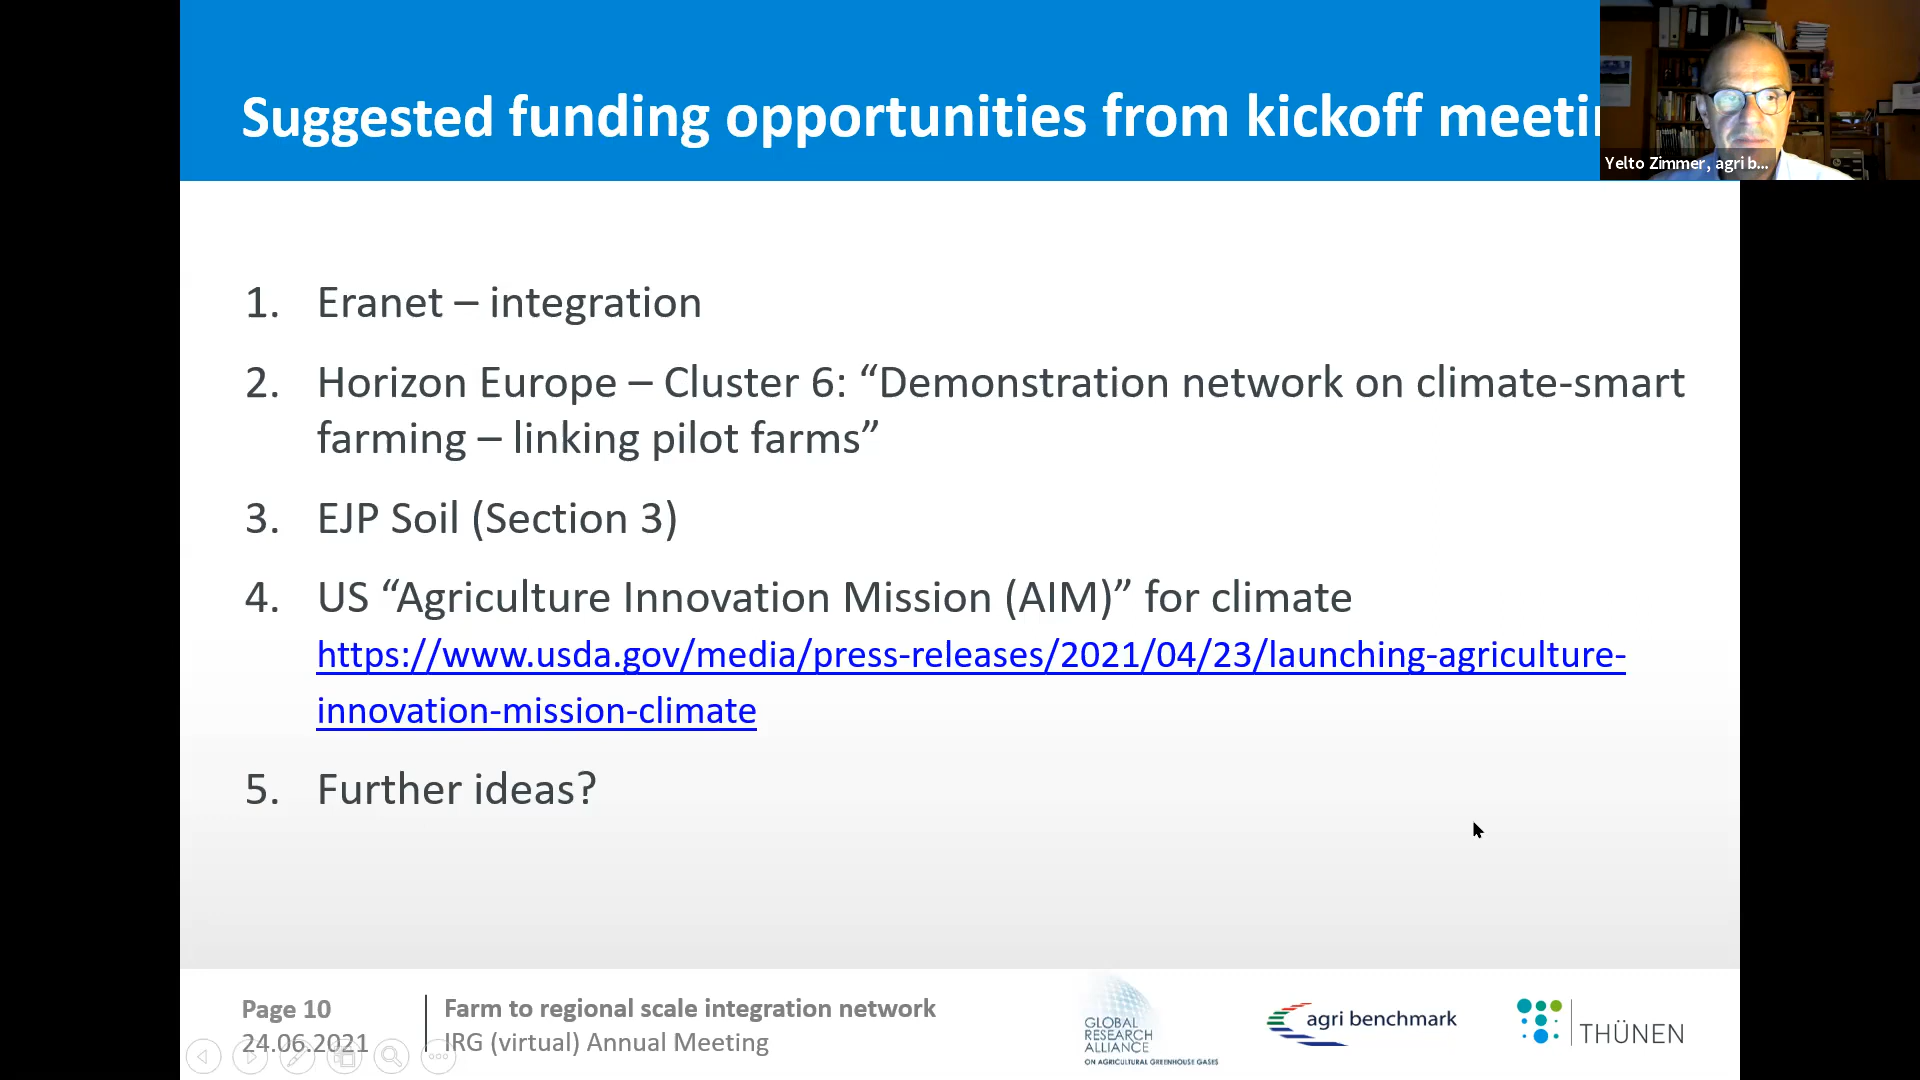 Suggested funding opportunities from kickoff meeti
Yelto Zimmer, agri b...
1. Eranet – integration
2. Horizon Europe – Cluster 6: “Demonstration network on climate-smart
farming – linking pilot farms”
3. EJP Soil (Section 3)
4. US “Agriculture Innovation Mission (AIM)” for climate
https://www.usda.gov/media/press-releases/2021/04/23/launching-agriculture-
innovation-mission-climate
5. Further ideas?
Page 10
24.06.2021
Farm to regional scale integration network
IRG (virtual) Annual Meeting
GLOBAL
RESEARCH
ALLIANCE
ON AGRICULTURAL GREENHOUSE GASES
agri benchmark
THÜNEN